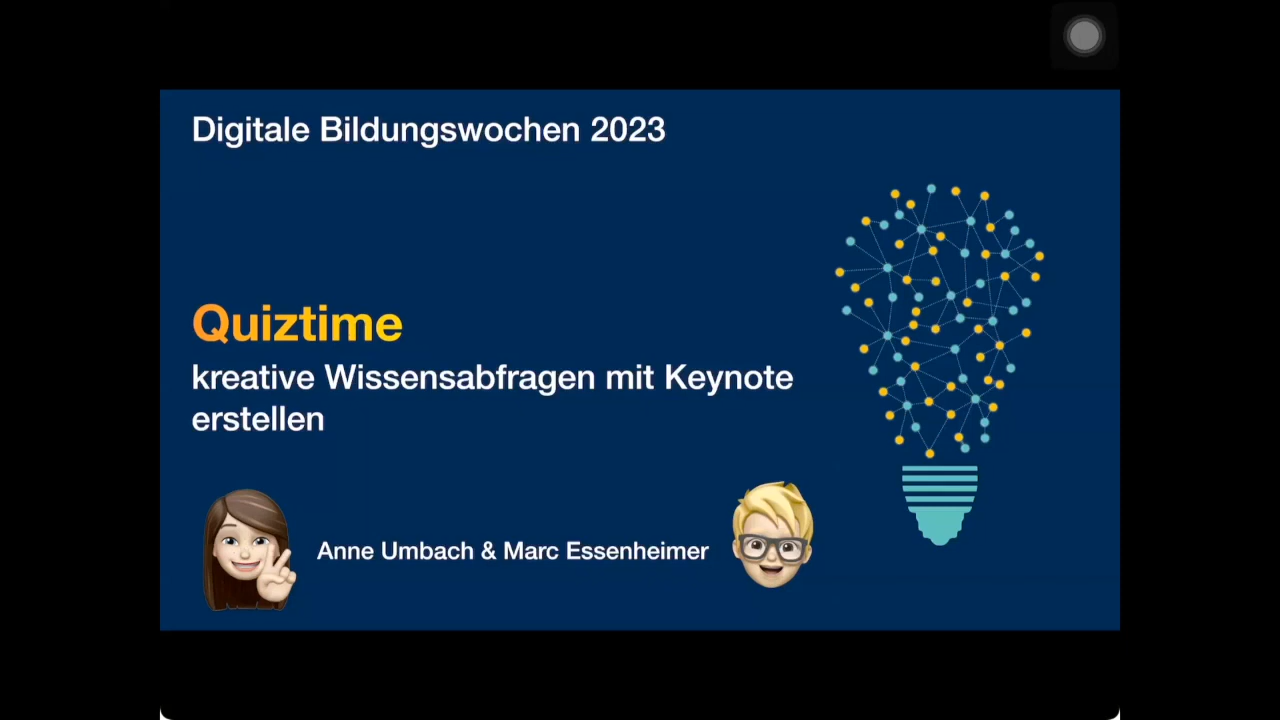 Digitale Bildungswochen 2023
Quiztime
kreative Wissensabfragen mit Keynote
erstellen
Anne Umbach & Marc Essenheimer